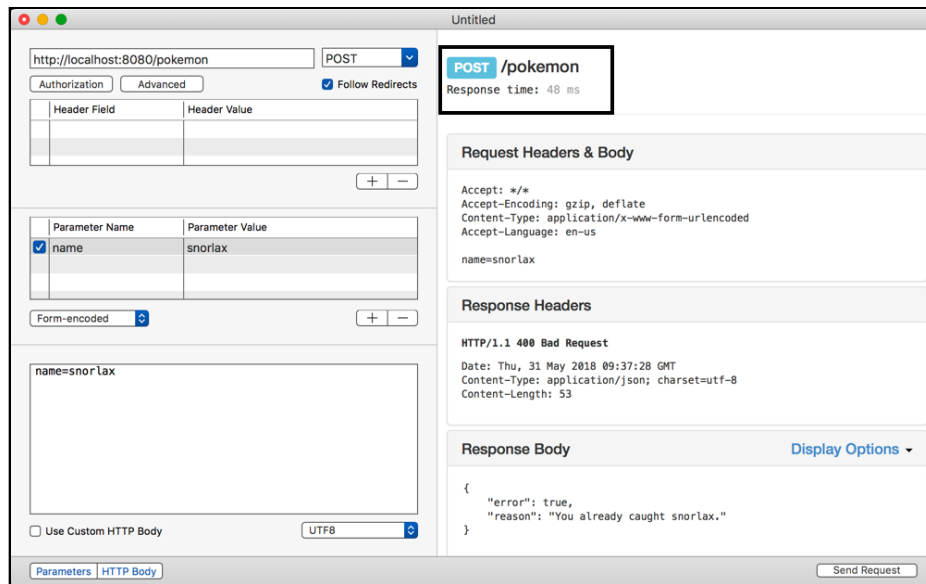 Untitled
http://localhost:8080/pokemon
POST
Authorization
Advanced
Follow Redirects
Header Field
Header Value
+
−
Parameter Name
Parameter Value
name
snorlax
Form-encoded
+
−
name=snorlax
Use Custom HTTP Body
UTF8
Parameters
HTTP Body
POST /pokemon
Response time: 48 ms
Request Headers & Body
Accept: */*
Accept-Encoding: gzip, deflate
Content-Type: application/x-www-form-urlencoded
Accept-Language: en-us
name=snorlax
Response Headers
HTTP/1.1 400 Bad Request
Date: Thu, 31 May 2018 09:37:28 GMT
Content-Type: application/json; charset=utf-8
Content-Length: 53
Response Body
Display Options
{
"error": true,
"reason": "You already caught snorlax."
}
Send Request